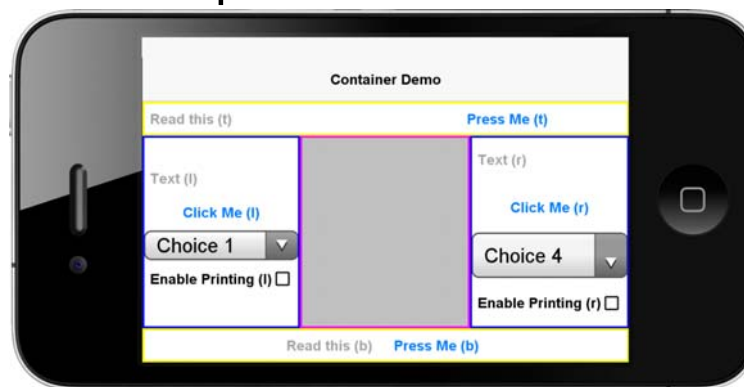 Container Demo
Read this (t) Press Me (t)
Text (l)
Click Me (l)
Choice 1
Enable Printing (l)
Text (r)
Click Me (r)
Choice 4
Enable Printing (r)
Read this (b) Press Me (b)